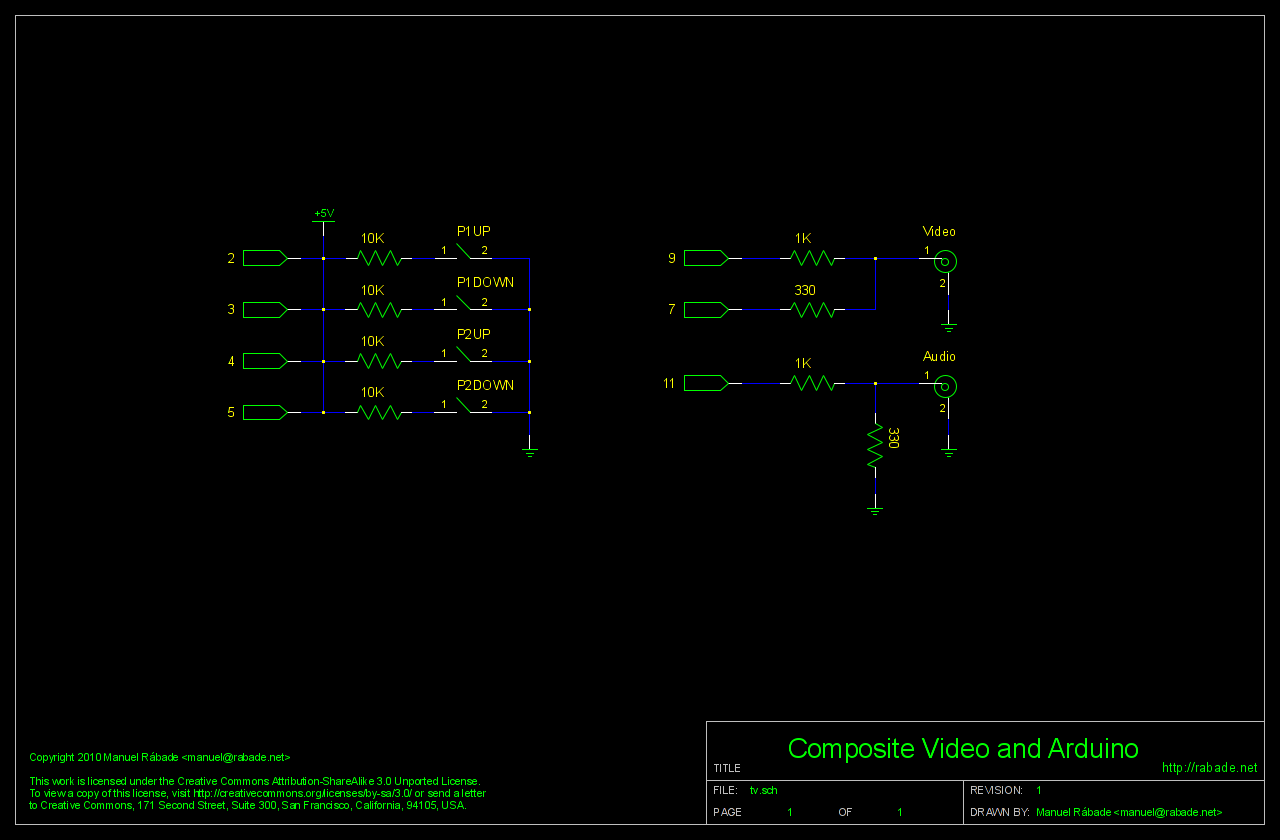 +5V
2
10K
P1UP
1
2
3
10K
P1DOWN
1
2
4
10K
P2UP
1
2
5
10K
P2DOWN
1
2
9
1K
Video
1
2
7
330
11
1K
Audio
1
2
330
Copyright 2010 Manuel Rábade <manuel@rabade.net>
This work is licensed under the Creative Commons Attribution-ShareAlike 3.0 Unported License.
To view a copy of this license, visit http://creativecommons.org/licenses/by-sa/3.0/ or send a letter
to Creative Commons, 171 Second Street, Suite 300, San Francisco, California, 94105, USA.
Composite Video and Arduino
TITLE
http://rabade.net
FILE: tv.sch
REVISION: 1
PAGE 1 OF 1
DRAWN BY: Manuel Rábade <manuel@rabade.net>